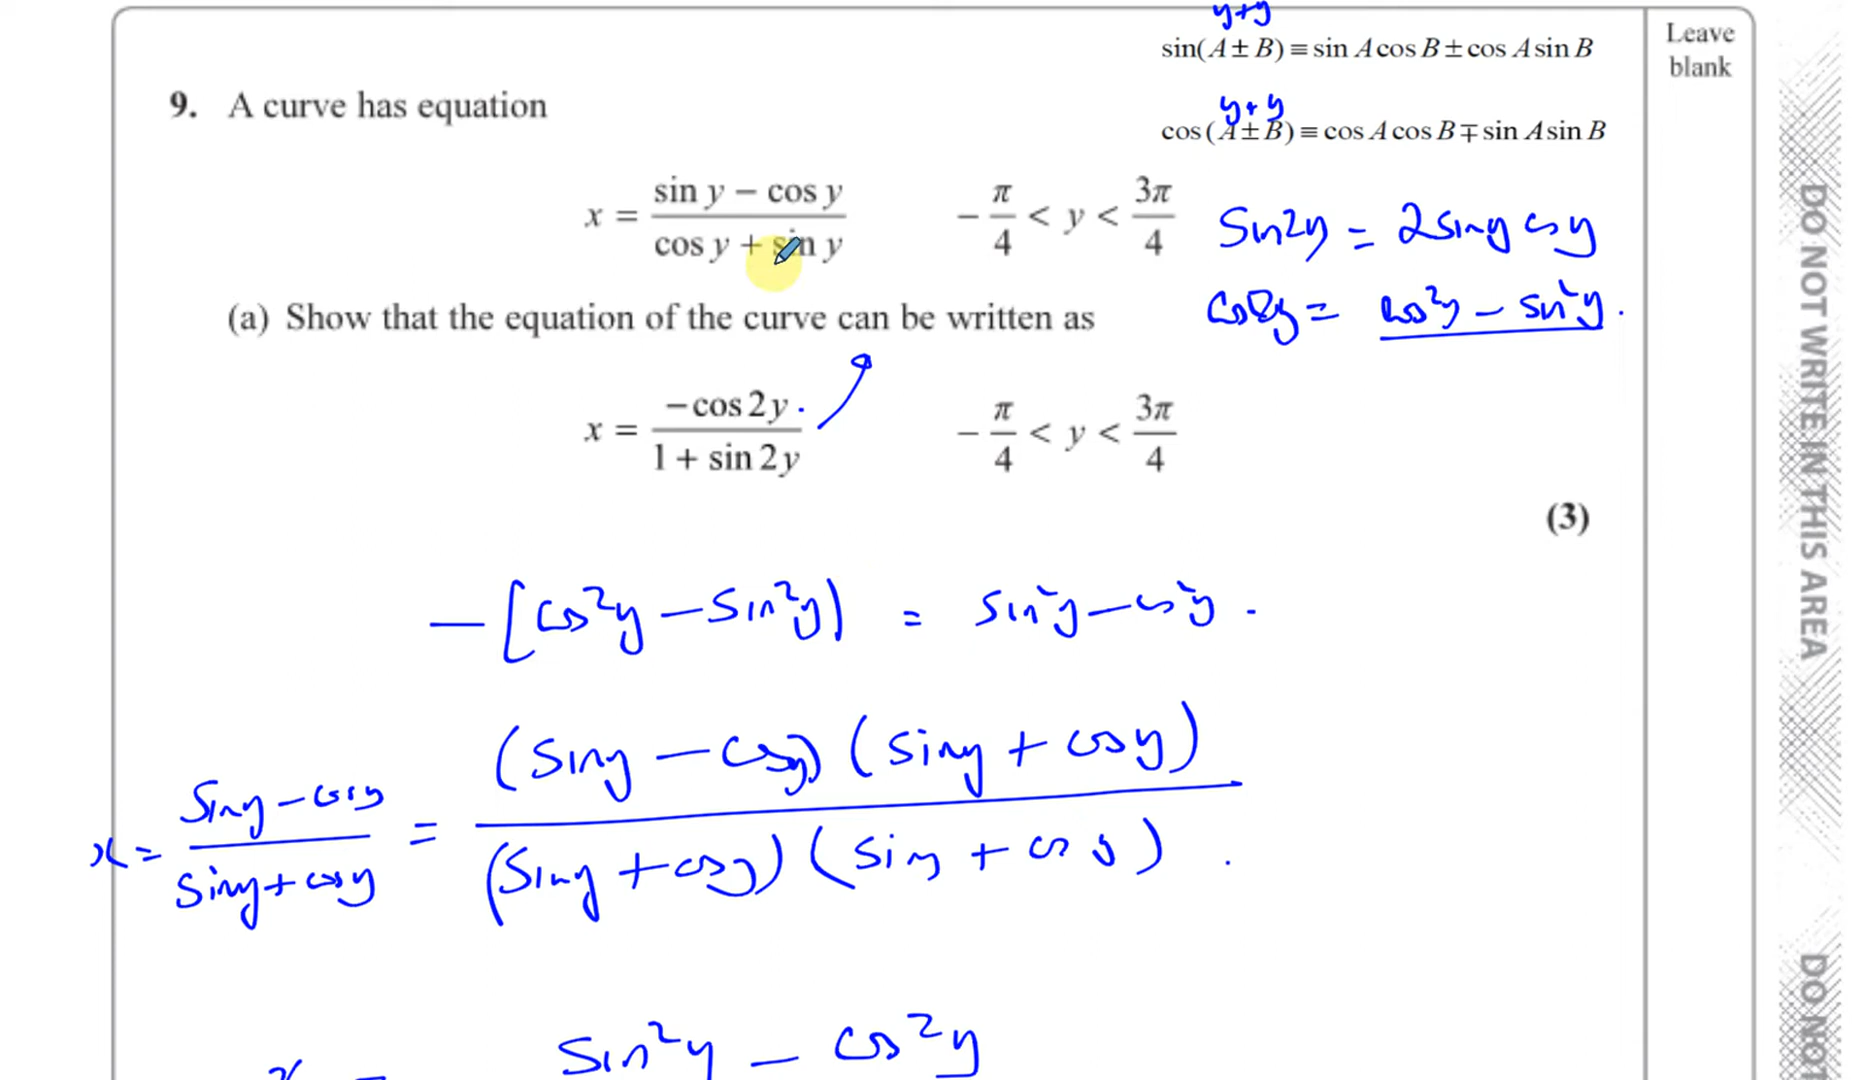 y+y
sin(A ± B) ≡ sin A cos B ± cos A sin B
Leave
blank
9. A curve has equation
y+y
cos(A ± B) ≡ cos A cos B ∓ sin A sin B
x = (sin y − cos y)/(cos y + sin y)   −π/4 < y < 3π/4
Sin2y = 2siny cosy
Cos2y = cos²y − sin²y.
(a) Show that the equation of the curve can be written as
x = (−cos 2y)/(1 + sin 2y)   −π/4 < y < 3π/4
(3)
−[cos²y − sin²y) = sin²y − cos²y.
x = (siny − cosy)/(siny + cosy) = (siny − cosy)(siny + cosy)/(siny + cosy)(siny + cosy).
x = sin²y − cos²y
DO NOT WRITE IN THIS AREA
DO NOT